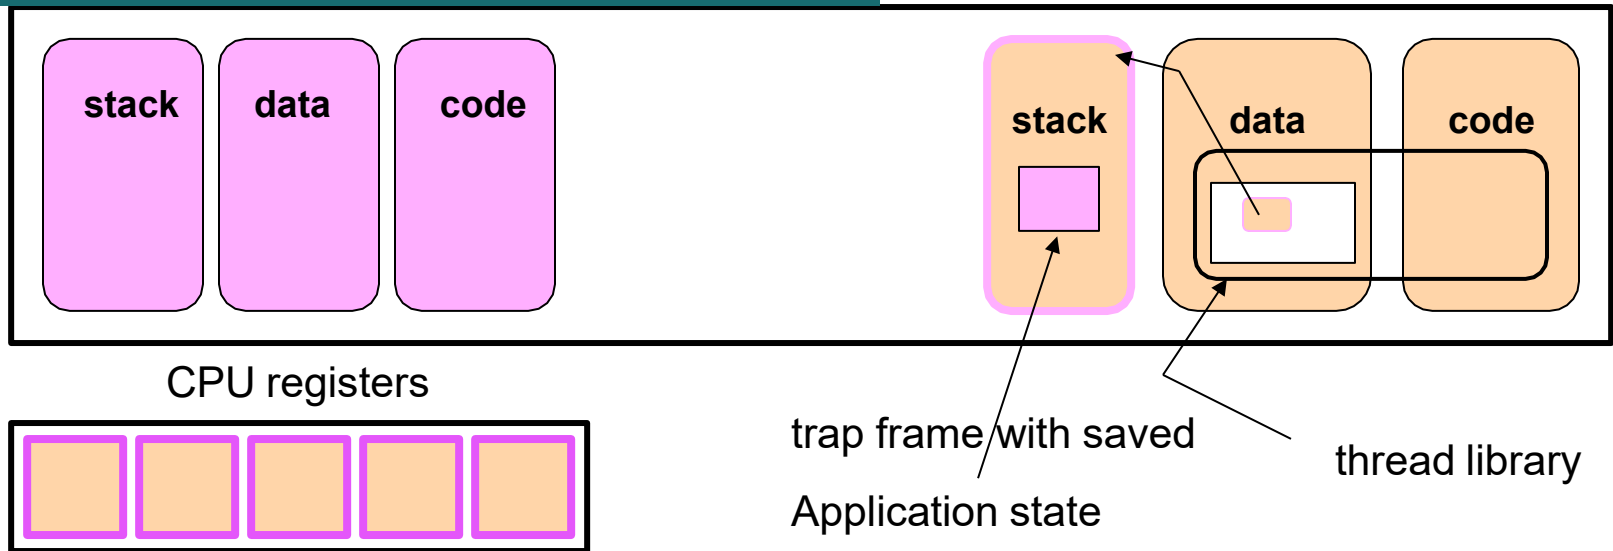 stack
data
code
stack
data
code
CPU registers
trap frame with saved
Application state
thread library